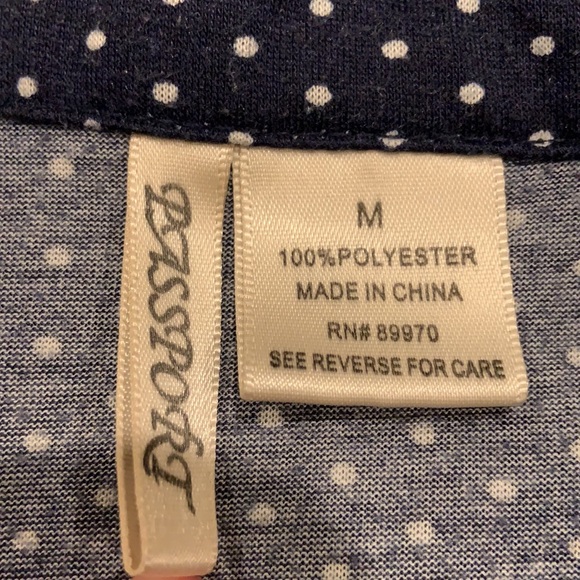 PASSPORT
M
100%POLYESTER
MADE IN CHINA
RN# 89970
SEE REVERSE FOR CARE